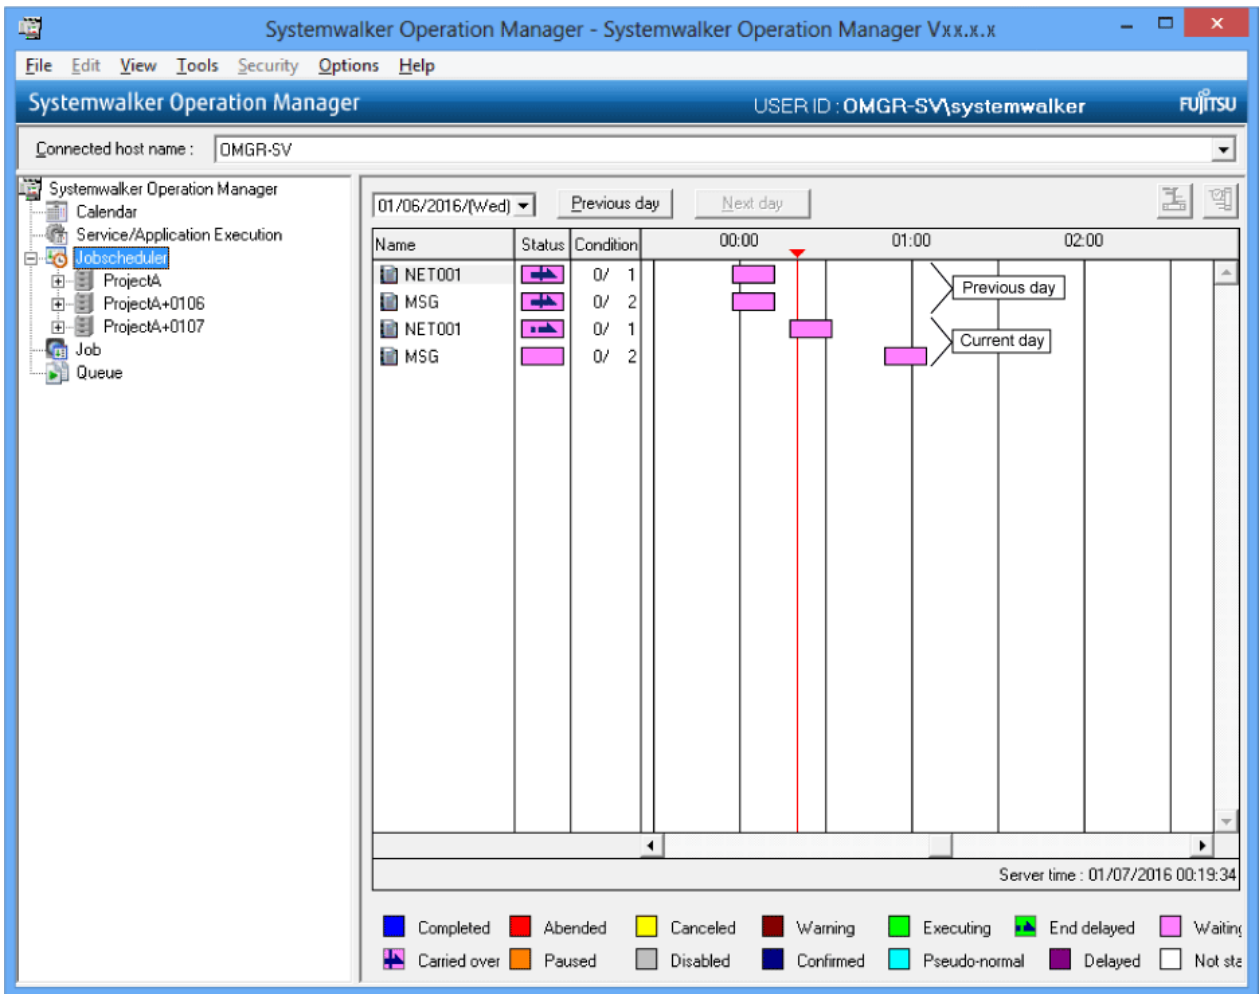 Systemwalker Operation Manager - Systemwalker Operation Manager Vxx.x.x
File Edit View Tools Security Options Help
Systemwalker Operation Manager USER ID : OMGR-SV\systemwalker FUJITSU
Connected host name : OMGR-SV
Systemwalker Operation Manager
Calendar
Service/Application Execution
Jobscheduler
ProjectA
ProjectA+0106
ProjectA+0107
Job
Queue
01/06/2016/(Wed) Previous day Next day
Name Status Condition 00:00 01:00 02:00
NET001 0/ 1
MSG 0/ 2
NET001 0/ 1
MSG 0/ 2
Previous day
Current day
Server time : 01/07/2016 00:19:34
Completed Abended Canceled Warning Executing End delayed Waiting
Carried over Paused Disabled Confirmed Pseudo-normal Delayed Not sta